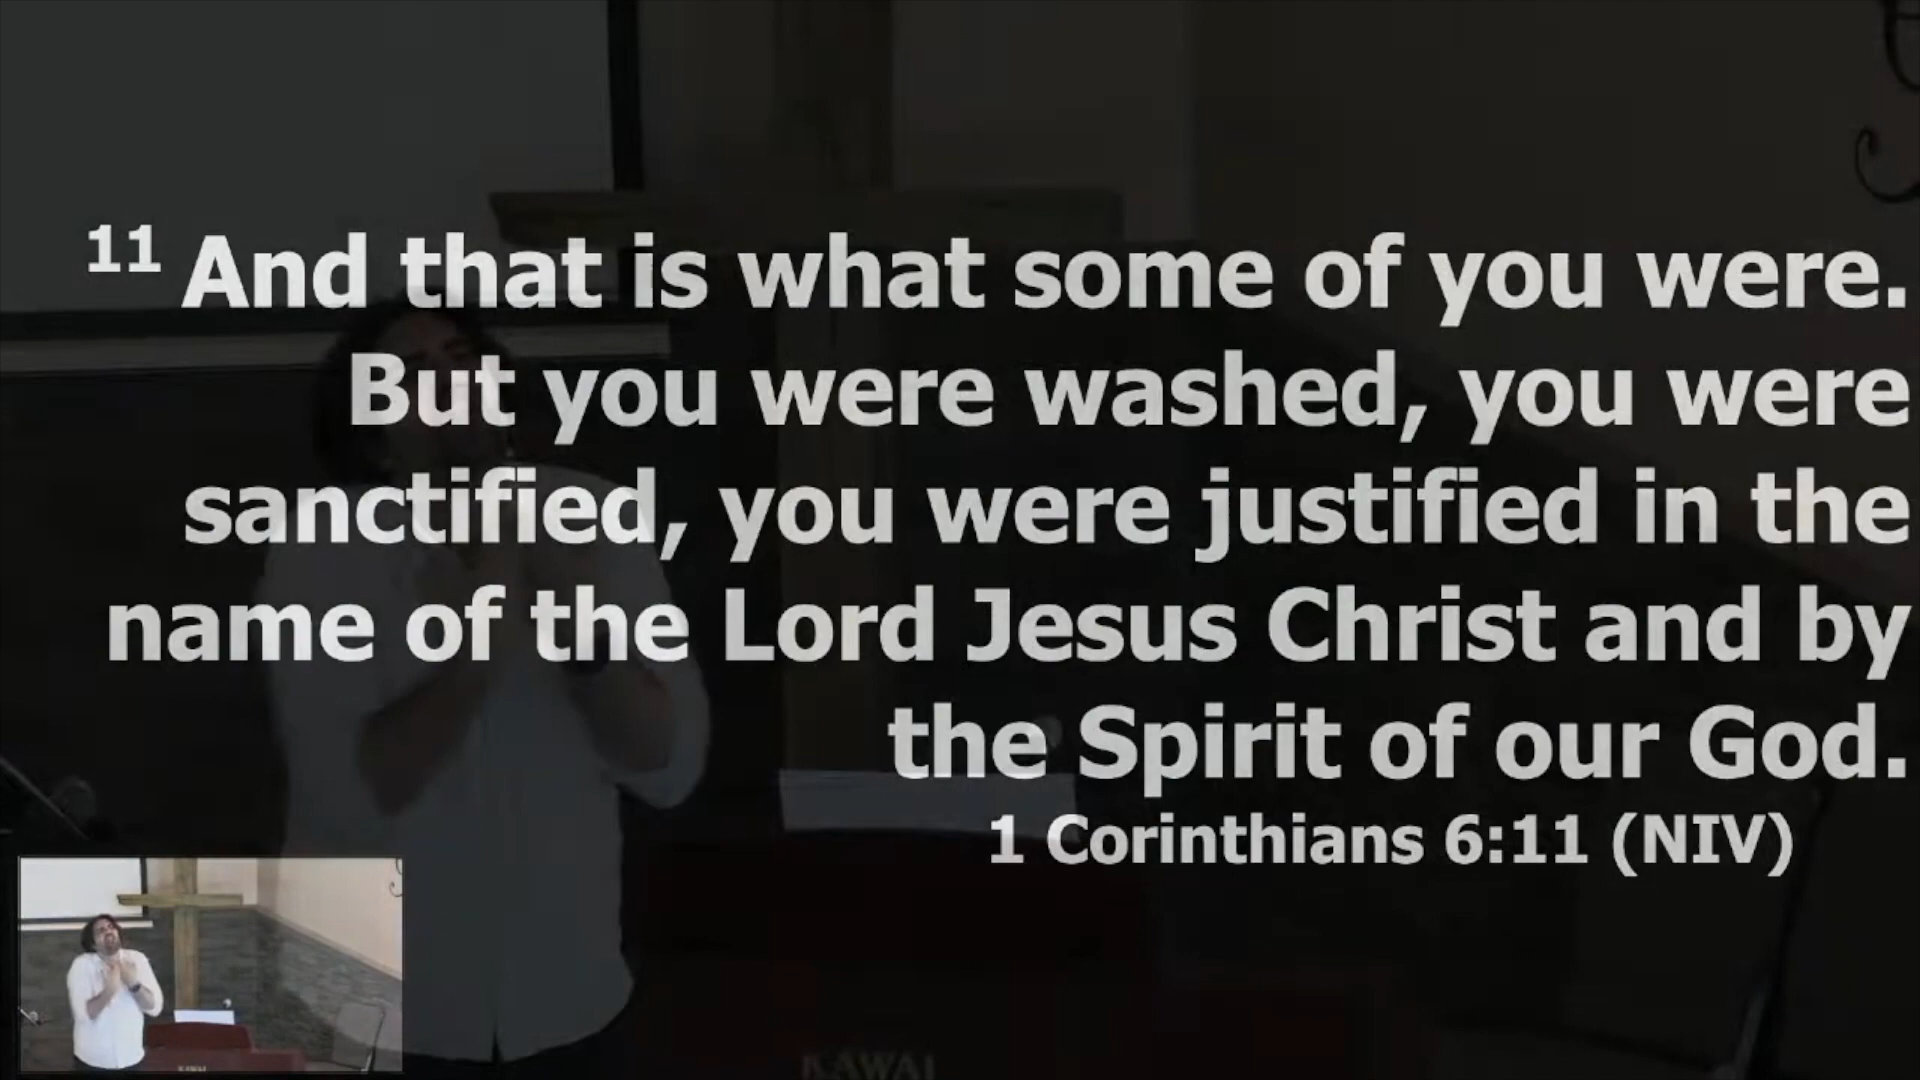 11 And that is what some of you were.
But you were washed, you were
sanctified, you were justified in the
name of the Lord Jesus Christ and by
the Spirit of our God.
1 Corinthians 6:11 (NIV)
KAWAI
KAWAI